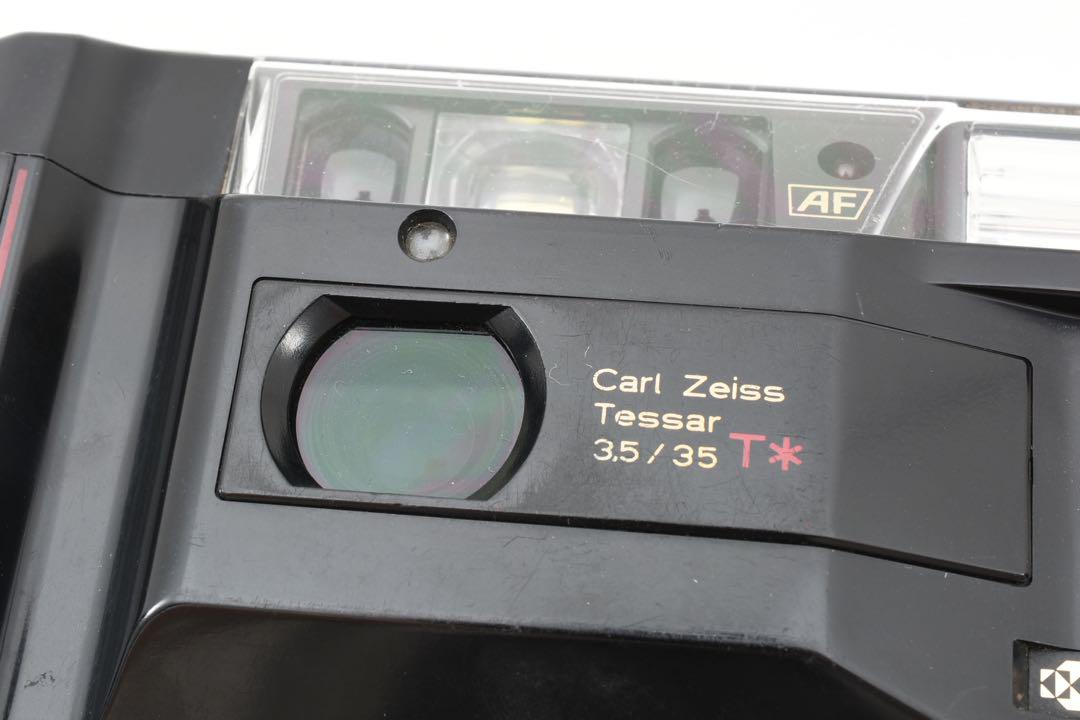 AF
Carl Zeiss
Tessar
3,5/35 T*